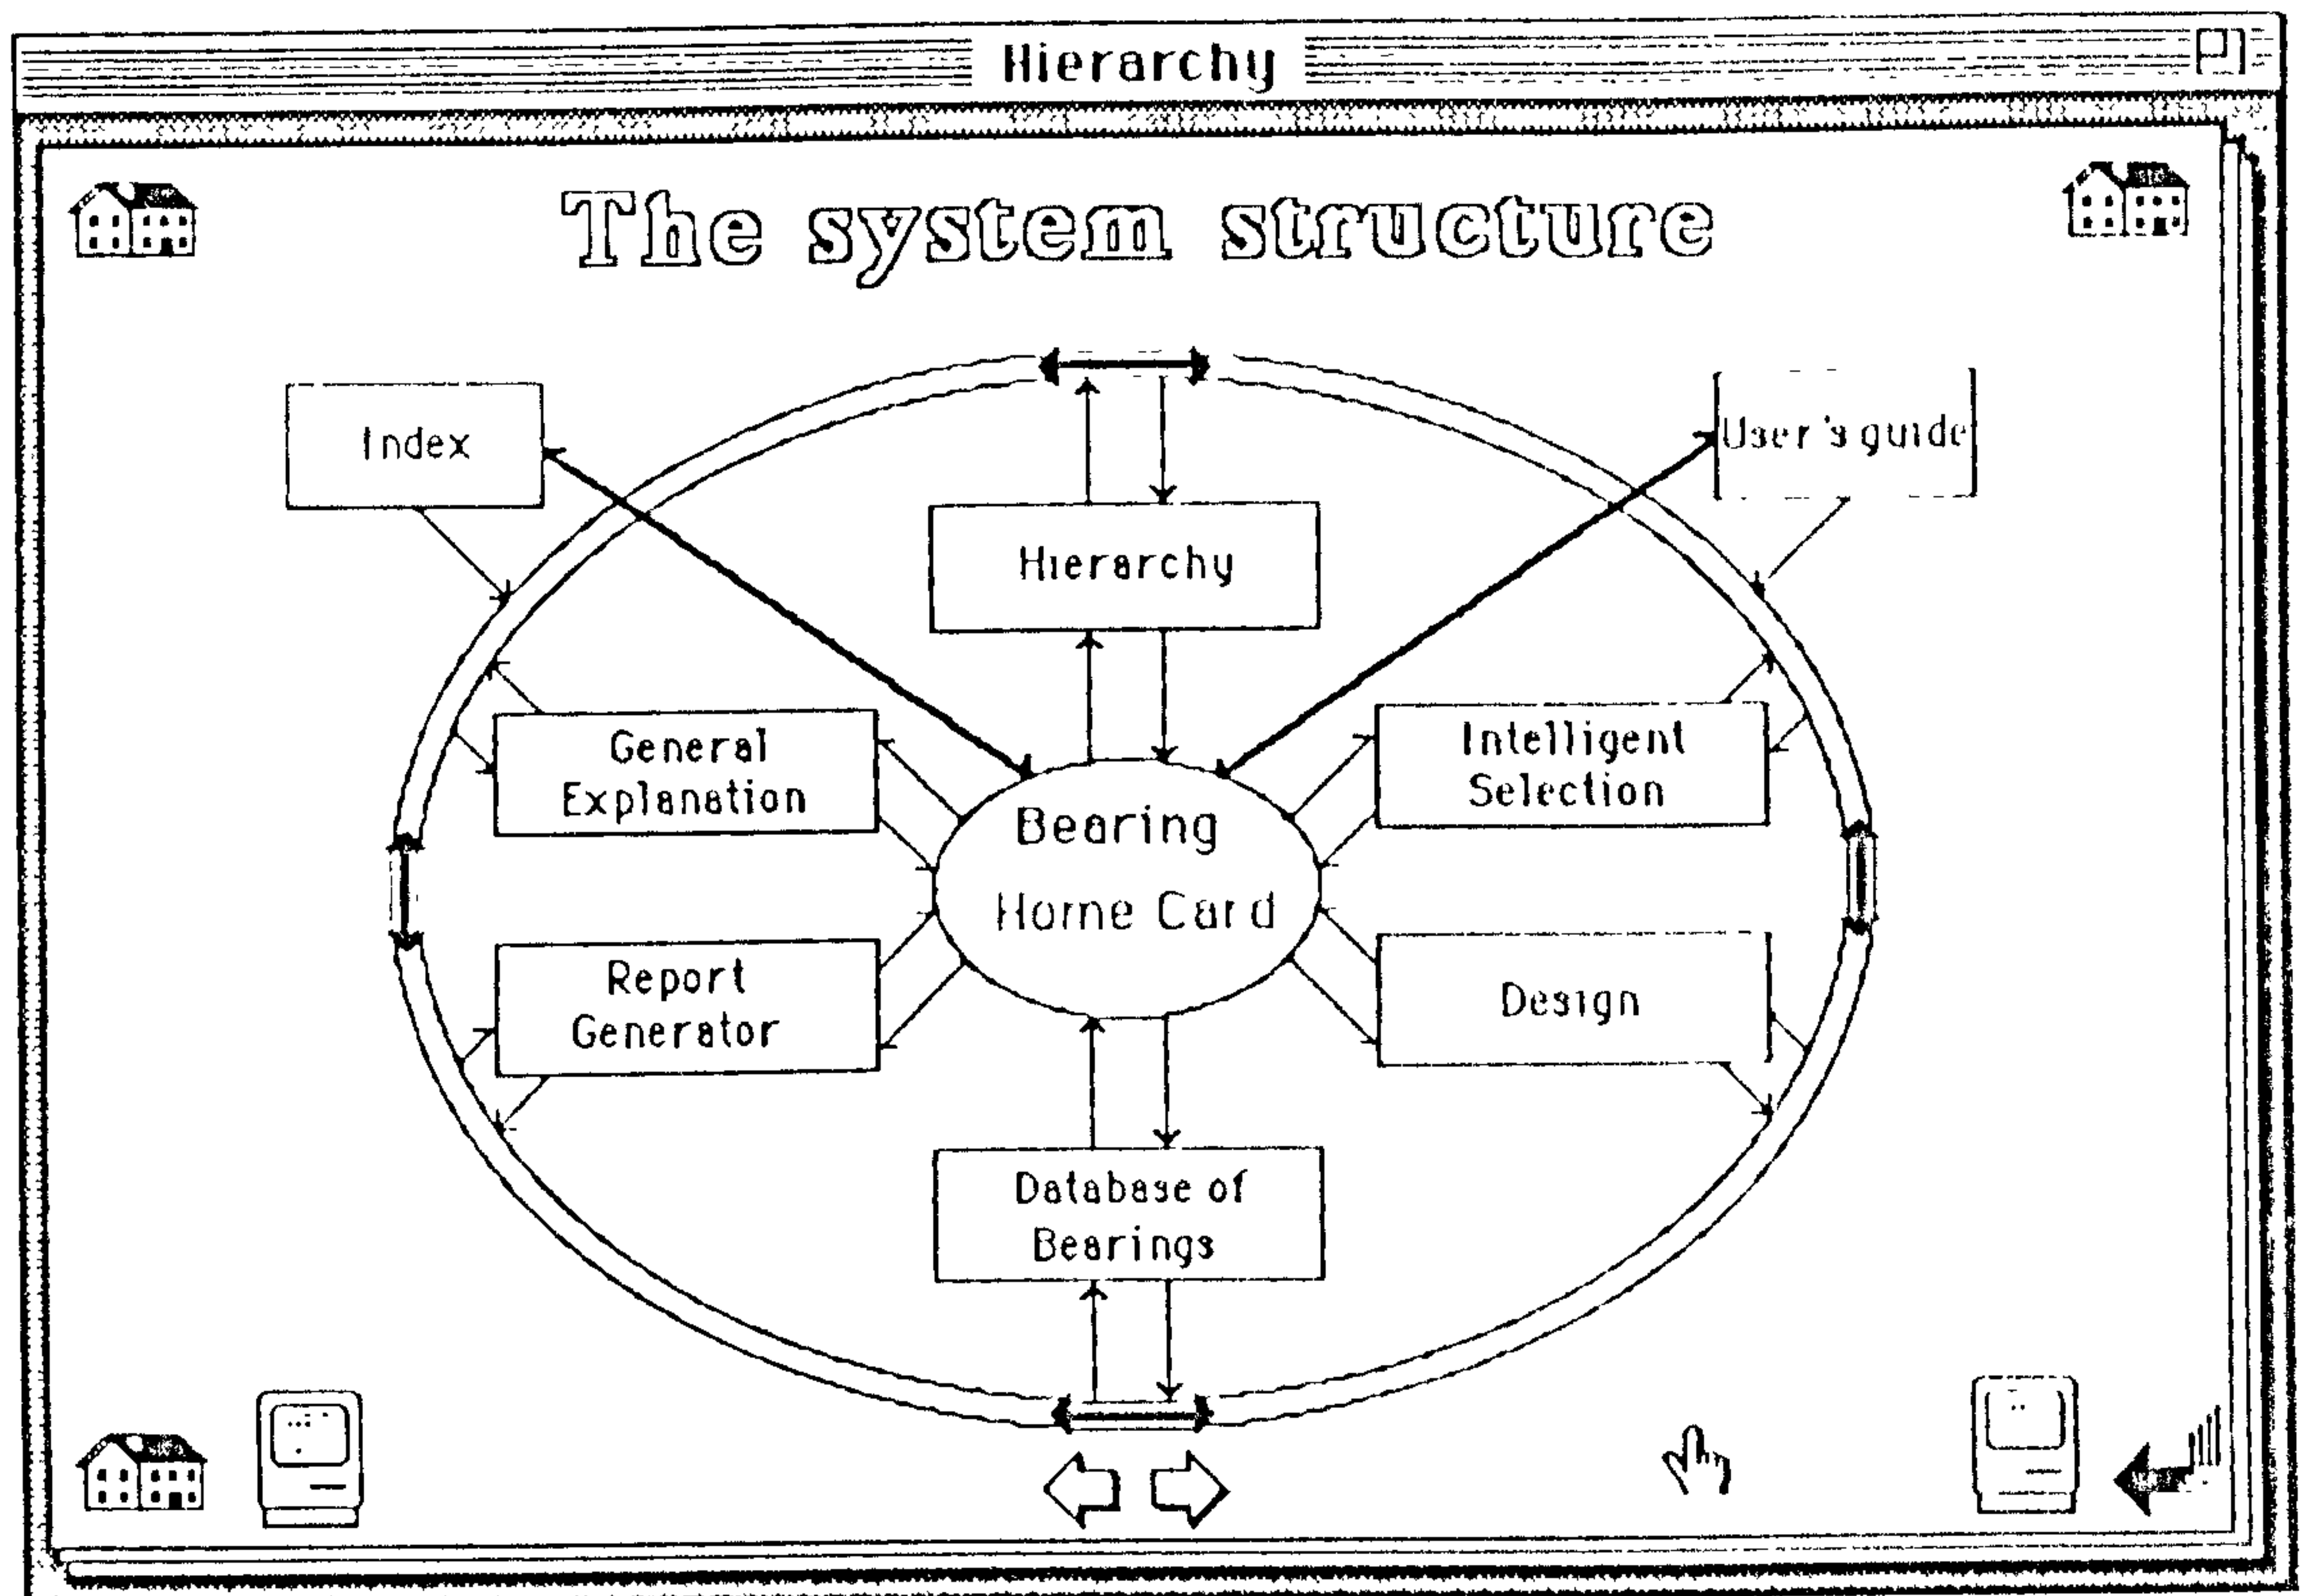 Hierarchy
The system structure
Index
User's guide
Hierarchy
General
Explanation
Intelligent
Selection
Bearing
Home Card
Report
Generator
Design
Database of
Bearings